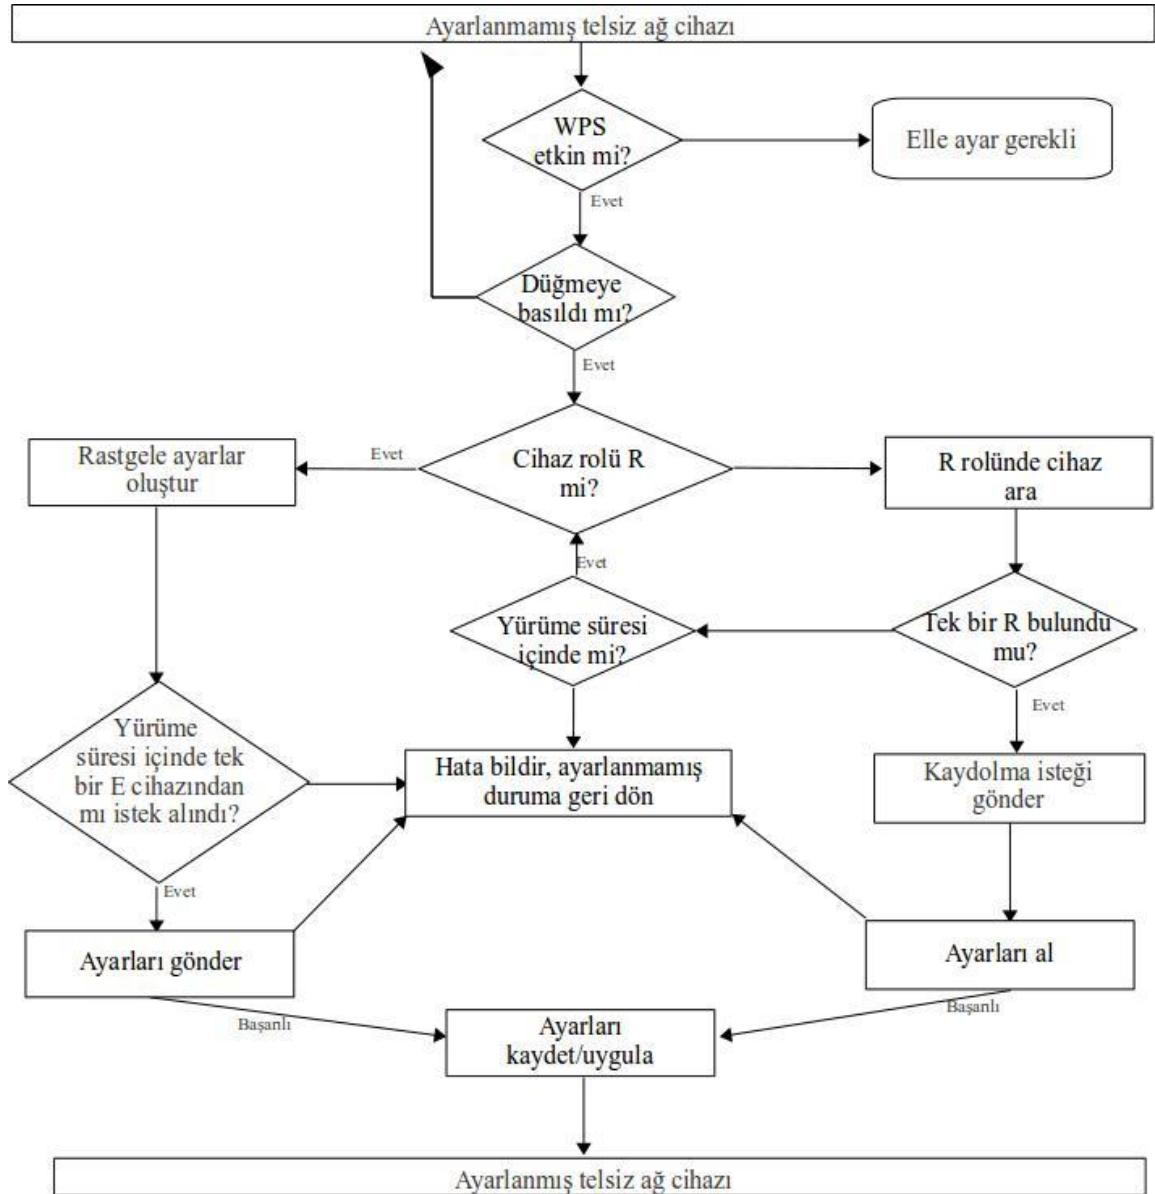 Ayarlanmamış telsiz ağ cihazı
WPS
etkin mi?
Elle ayar gerekli
Evet
Düğmeye
basıldı mı?
Evet
Rastgele ayarlar
oluştur
Evet
Cihaz rolü R
mi?
R rolünde cihaz
ara
Evet
Yürüme süresi
içinde mi?
Tek bir R bulundu
mu?
Evet
Yürüme
süresi içinde tek
bir E cihazından
mı istek alındı?
Hata bildir, ayarlanmamış
duruma geri dön
Kaydolma isteği
gönder
Evet
Ayarları gönder
Ayarları al
Başarılı
Başarılı
Ayarları
kaydet/uygula
Ayarlanmış telsiz ağ cihazı